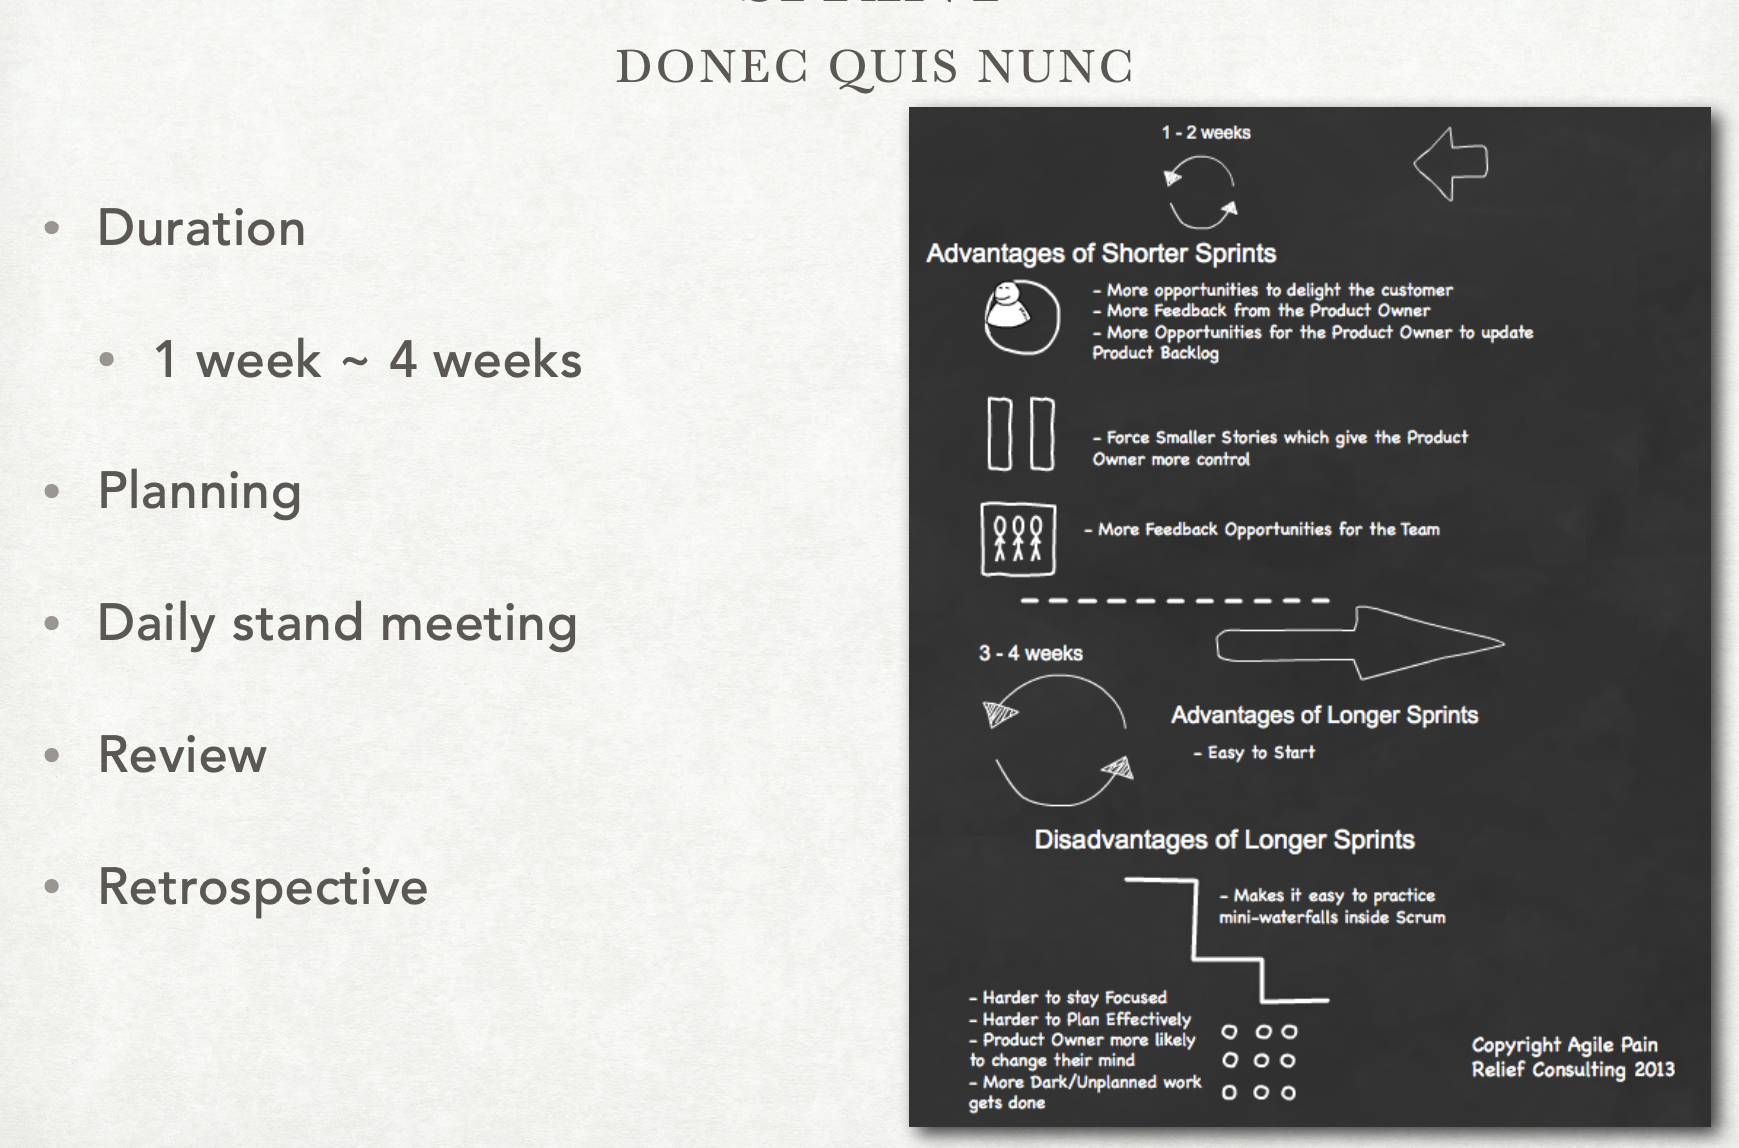 DONEC QUIS NUNC
• Duration
• 1 week ~ 4 weeks
• Planning
• Daily stand meeting
• Review
• Retrospective
1 - 2 weeks
Advantages of Shorter Sprints
- More opportunities to delight the customer
- More Feedback from the Product Owner
- More Opportunities for the Product Owner to update
Product Backlog
- Force Smaller Stories which give the Product
Owner more control
- More Feedback Opportunities for the Team
3 - 4 weeks
Advantages of Longer Sprints
- Easy to Start
Disadvantages of Longer Sprints
- Makes it easy to practice
mini-waterfalls inside Scrum
- Harder to stay Focused
- Harder to Plan Effectively
- Product Owner more likely
to change their mind
- More Dark/Unplanned work
gets done
Copyright Agile Pain
Relief Consulting 2013